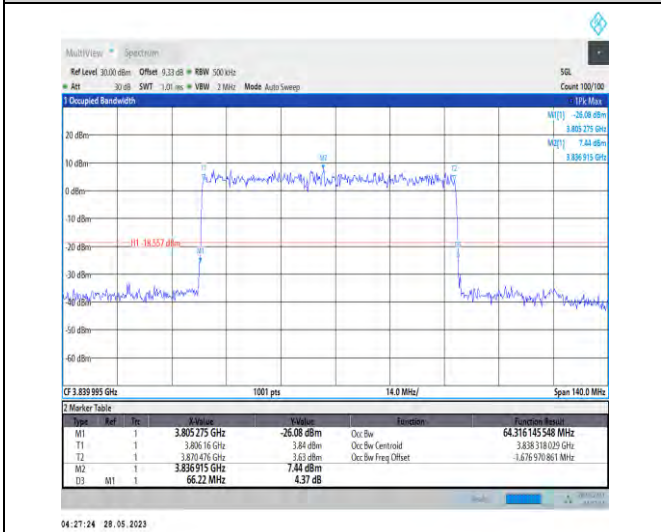 MultiView Spectrum
Ref Level 30.00 dBm Offset 9.33 dB RBW 500 kHz SGL
Att 30 dB SWT 1.01 ms VBW 2 MHz Mode Auto Sweep Count 100/100
1 Occupied Bandwidth 1Pk Max
M1[1] -26.08 dBm
3.805 275 GHz
M2[1] 7.44 dBm
3.836 915 GHz
20 dBm
10 dBm
M2
T1 T2
0 dBm
-10 dBm
H1 -18.557 dBm
-20 dBm
M1 D3
-30 dBm
-40 dBm
-50 dBm
-60 dBm
CF 3.839 995 GHz 1001 pts 14.0 MHz/ Span 140.0 MHz
2 Marker Table
Type Ref Trc X-Value Y-Value Function Function Result
M1 1 3.805 275 GHz -26.08 dBm Occ Bw 64.316 145 548 MHz
T1 1 3.806 16 GHz 3.84 dBm Occ Bw Centroid 3.838 318 029 GHz
T2 1 3.870 476 GHz 3.63 dBm Occ Bw Freq Offset -1.676 970 861 MHz
M2 1 3.836 915 GHz 7.44 dBm
D3 M1 1 66.22 MHz 4.37 dB
04:27:24 28.05.2023